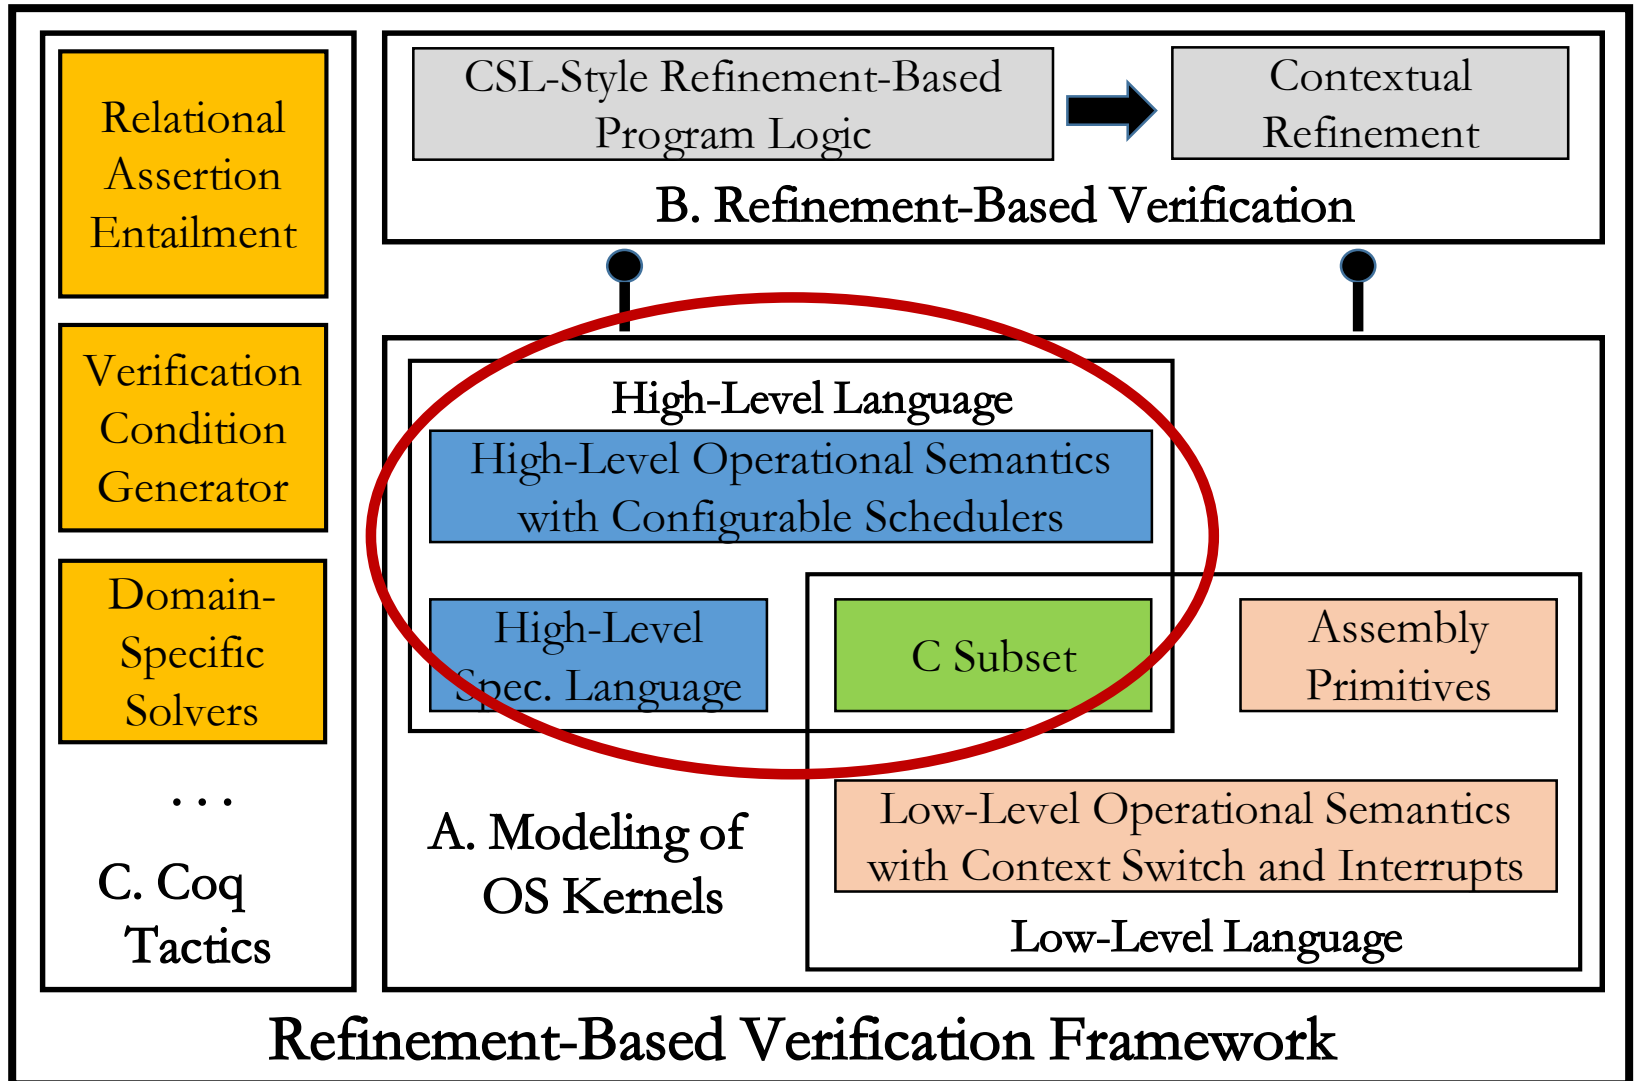 Relational
Assertion
Entailment
Verification
Condition
Generator
Domain-
Specific
Solvers
...
C. Coq
Tactics
CSL-Style Refinement-Based
Program Logic
Contextual
Refinement
B. Refinement-Based Verification
High-Level Language
High-Level Operational Semantics
with Configurable Schedulers
High-Level
Spec. Language
C Subset
Assembly
Primitives
Low-Level Operational Semantics
with Context Switch and Interrupts
Low-Level Language
A. Modeling of
OS Kernels
Refinement-Based Verification Framework